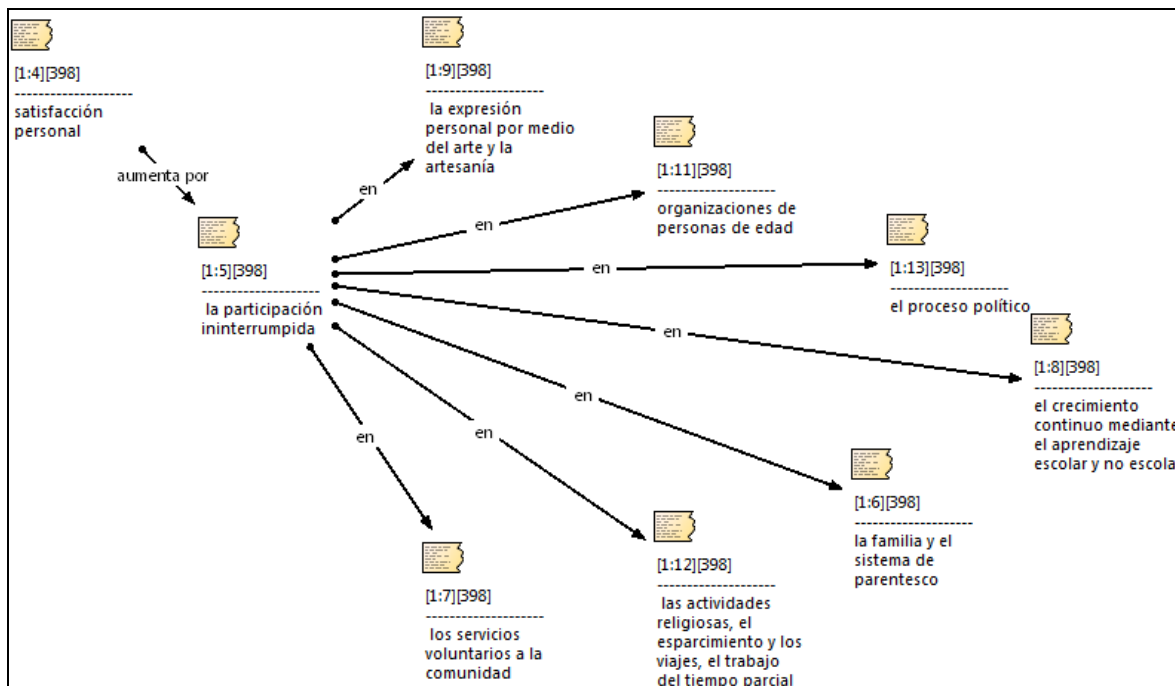 [1:4][398]
--------------------
satisfacción
personal
aumenta por
[1:5][398]
--------------------
la participación
ininterrumpida
en
[1:9][398]
--------------------
la expresión
personal por medio
del arte y la
artesanía
en
[1:11][398]
--------------------
organizaciones de
personas de edad
en
[1:13][398]
--------------------
el proceso político
en
[1:8][398]
--------------------
el crecimiento
continuo mediante
el aprendizaje
escolar y no escola
en
[1:6][398]
--------------------
la familia y el
sistema de
parentesco
en
[1:12][398]
--------------------
las actividades
religiosas, el
esparcimiento y los
viajes, el trabajo
del tiempo parcial
en
[1:7][398]
--------------------
los servicios
voluntarios a la
comunidad